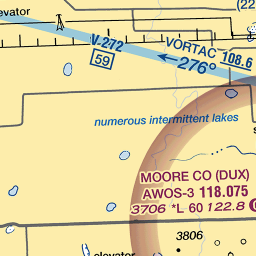 evator
(22
V-272
VORTAC 108.6
59
276°
numerous intermittent lakes
s
MOORE CO (DUX)
AWOS-3 118.075
3706 *L 60 122.8
3806
elevator